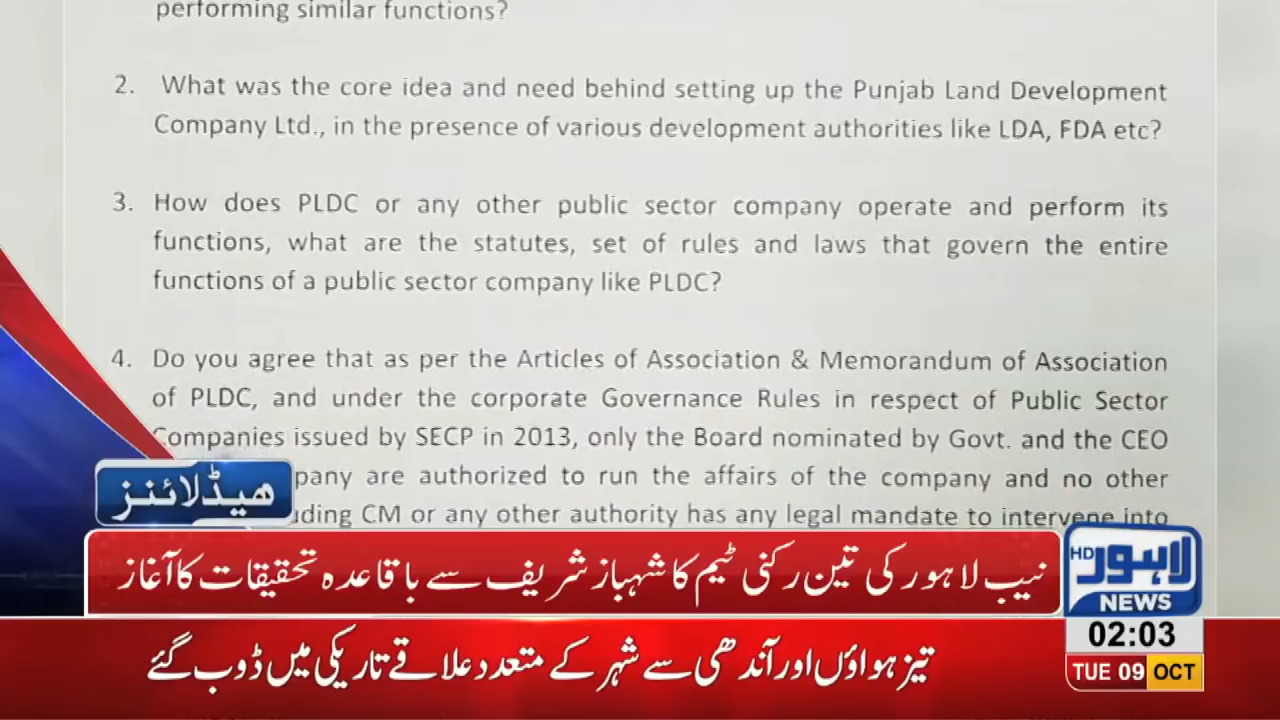 performing similar functions?
2. What was the core idea and need behind setting up the Punjab Land Development
Company Ltd., in the presence of various development authorities like LDA, FDA etc?
3. How does PLDC or any other public sector company operate and perform its
functions, what are the statutes, set of rules and laws that govern the entire
functions of a public sector company like PLDC?
4. Do you agree that as per the Articles of Association & Memorandum of Association
of PLDC, and under the corporate Governance Rules in respect of Public Sector
Companies issued by SECP in 2013, only the Board nominated by Govt. and the CEO
are authorized to run the affairs of the company and no other
CM or any other authority has any legal mandate to intervene into
ھیڈلائنز
نیب لاہور کی تین رکنی ٹیم کا شہباز شریف سے باقاعدہ تحقیقات کا آغاز
HD لاہور
NEWS
02:03
TUE 09 OCT
تیز ہواؤں اور آندھی سے شہر کے متعدد علاقے تاریکی میں ڈوب گئے